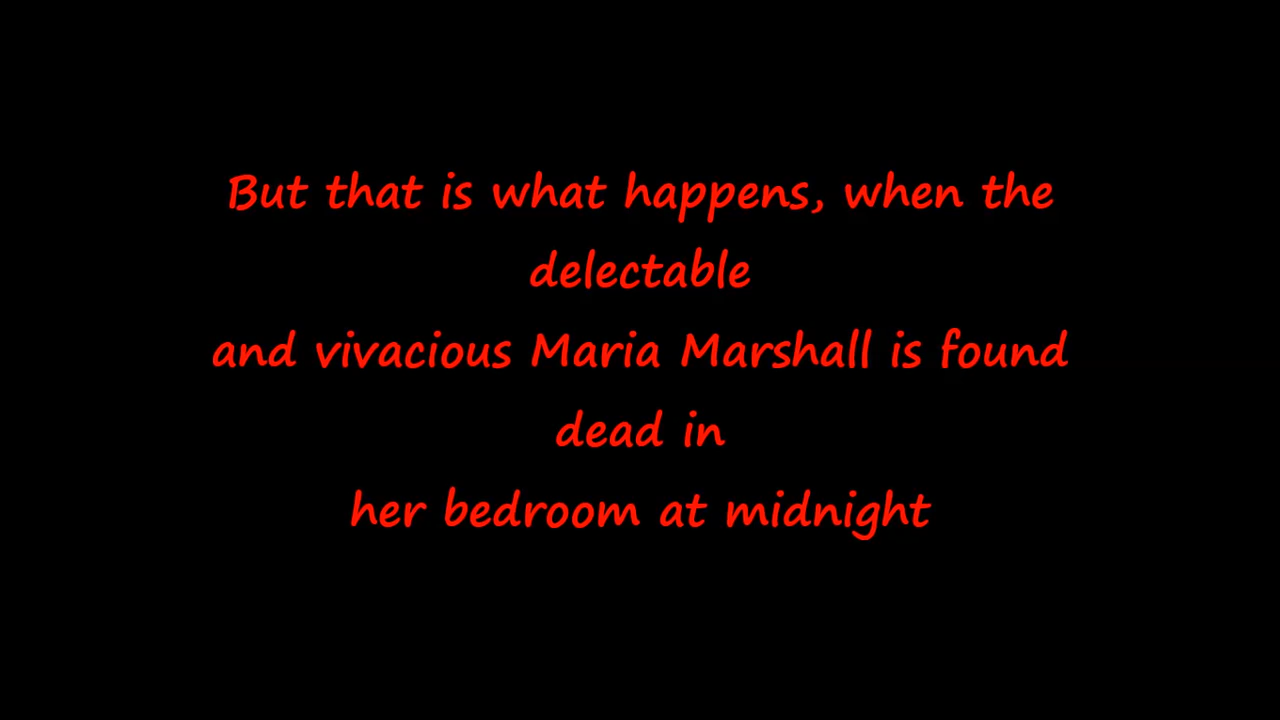 But that is what happens, when the
delectable
and vivacious Maria Marshall is found
dead in
her bedroom at midnight